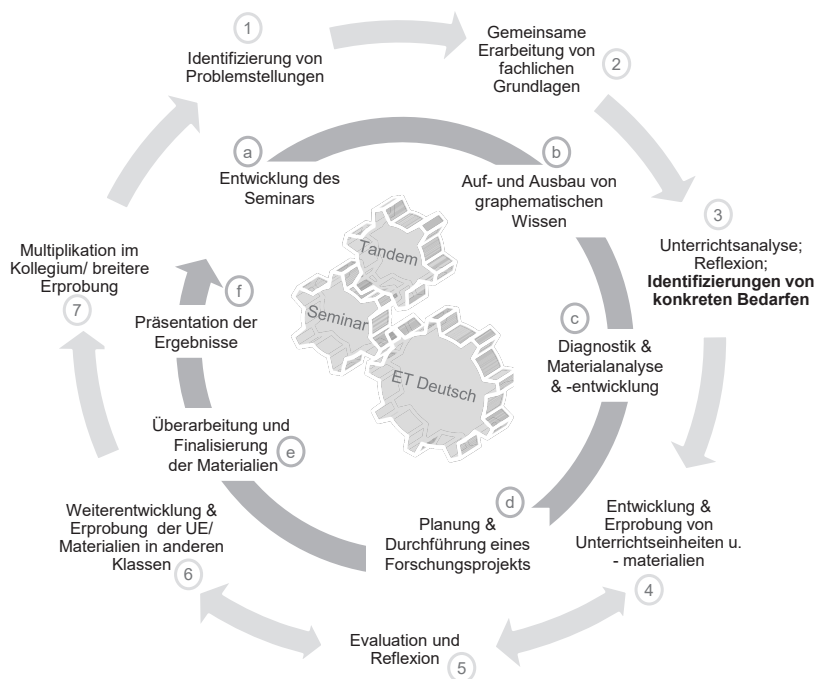 1
Identifizierung von
Problemstellungen
Gemeinsame
Erarbeitung von
fachlichen
Grundlagen
2
3
Unterrichtsanalyse;
Reflexion;
Identifizierungen von
konkreten Bedarfen
Entwicklung &
Erprobung von
Unterrichtseinheiten u.
- materialien
4
Evaluation und
Reflexion
5
Weiterentwicklung &
Erprobung der UE/
Materialien in anderen
Klassen
6
Multiplikation im
Kollegium/ breitere
Erprobung
7
a
Entwicklung des
Seminars
b
Auf- und Ausbau von
graphematischen
Wissen
c
Diagnostik &
Materialanalyse
& -entwicklung
d
Planung &
Durchführung eines
Forschungsprojekts
Überarbeitung und
Finalisierung
der Materialien
e
f
Präsentation der
Ergebnisse
Tandem
Seminar
ET Deutsch